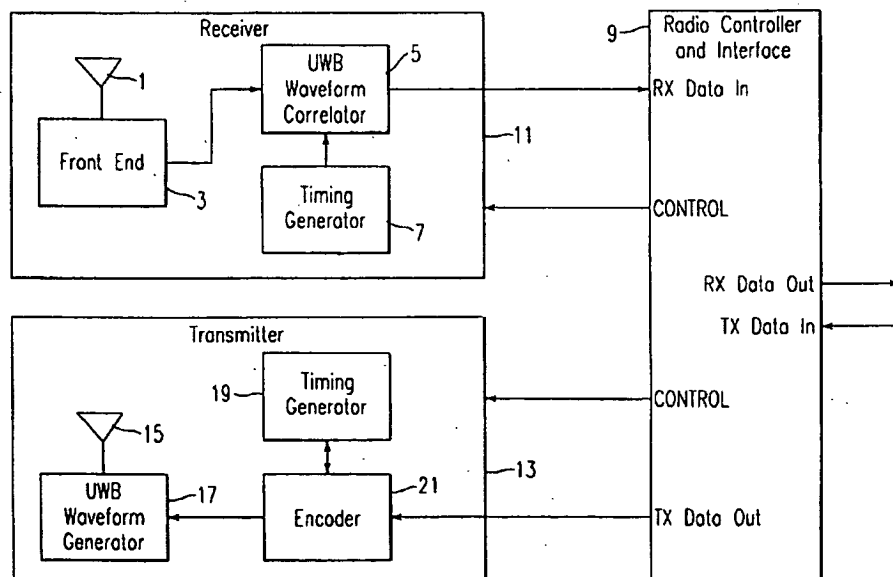 Receiver
1
Front End
3
UWB
Waveform
Correlator
5
Timing
Generator
7
11
9
Radio Controller
and Interface
RX Data In
CONTROL
RX Data Out
TX Data In
CONTROL
TX Data Out
Transmitter
19
Timing
Generator
15
UWB
Waveform
Generator
17
Encoder
21
13